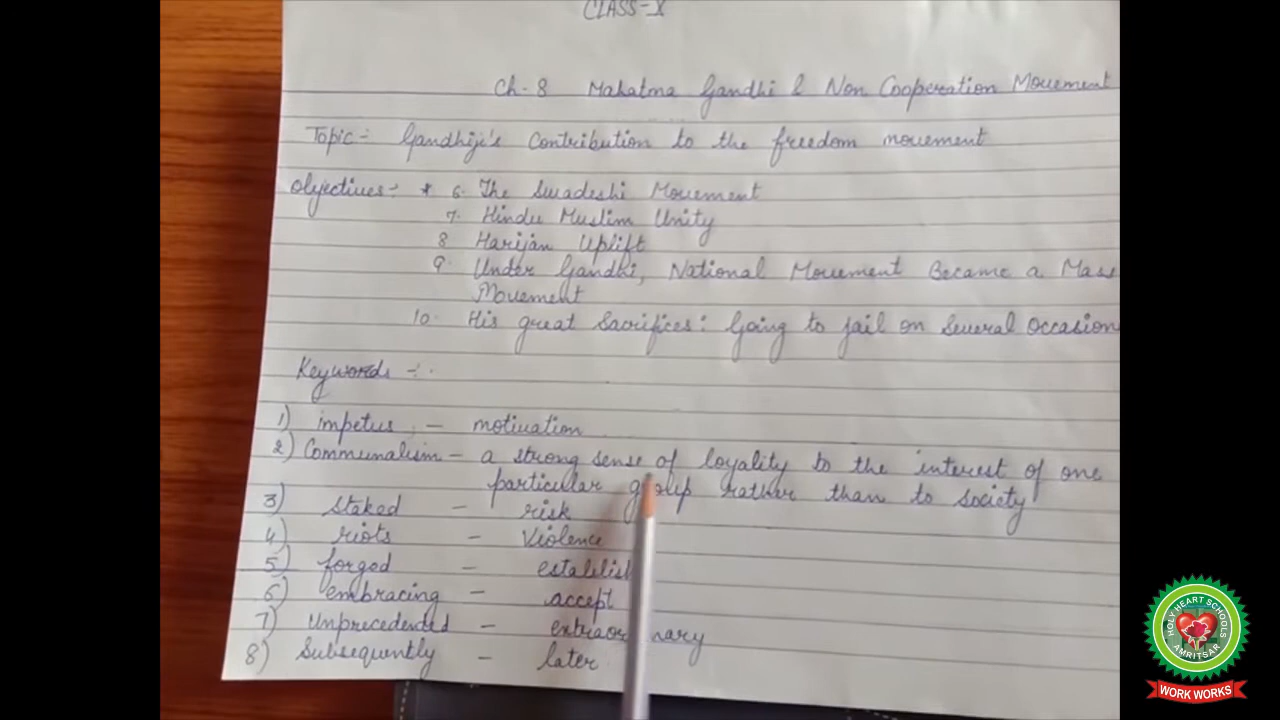 CLASS-X
Ch-8 Mahatma Gandhi & Non Cooperation Movement
Topic:- Gandhiji's Contribution to the freedom movement
Objectives:- * 6. The Swadeshi Movement
7. Hindu Muslim Unity
8 Harijan Uplift
9. Under Gandhi, National Movement Became a Mass
Movement
10. His great Sacrifices: Going to Jail on Several Occasion
Keywords :-
1) impetus - motivation
2) Communalism - a strong sense of loyality to the interest of one
particular group rather than to society
3) staked - risk
4) riots - Violence
5) forged - establish
6) embracing - accept
7) Unprecedended -
8) Subsequently - later
HOLY HEART SCHOOLS
AMRITSAR
WORK WORKS